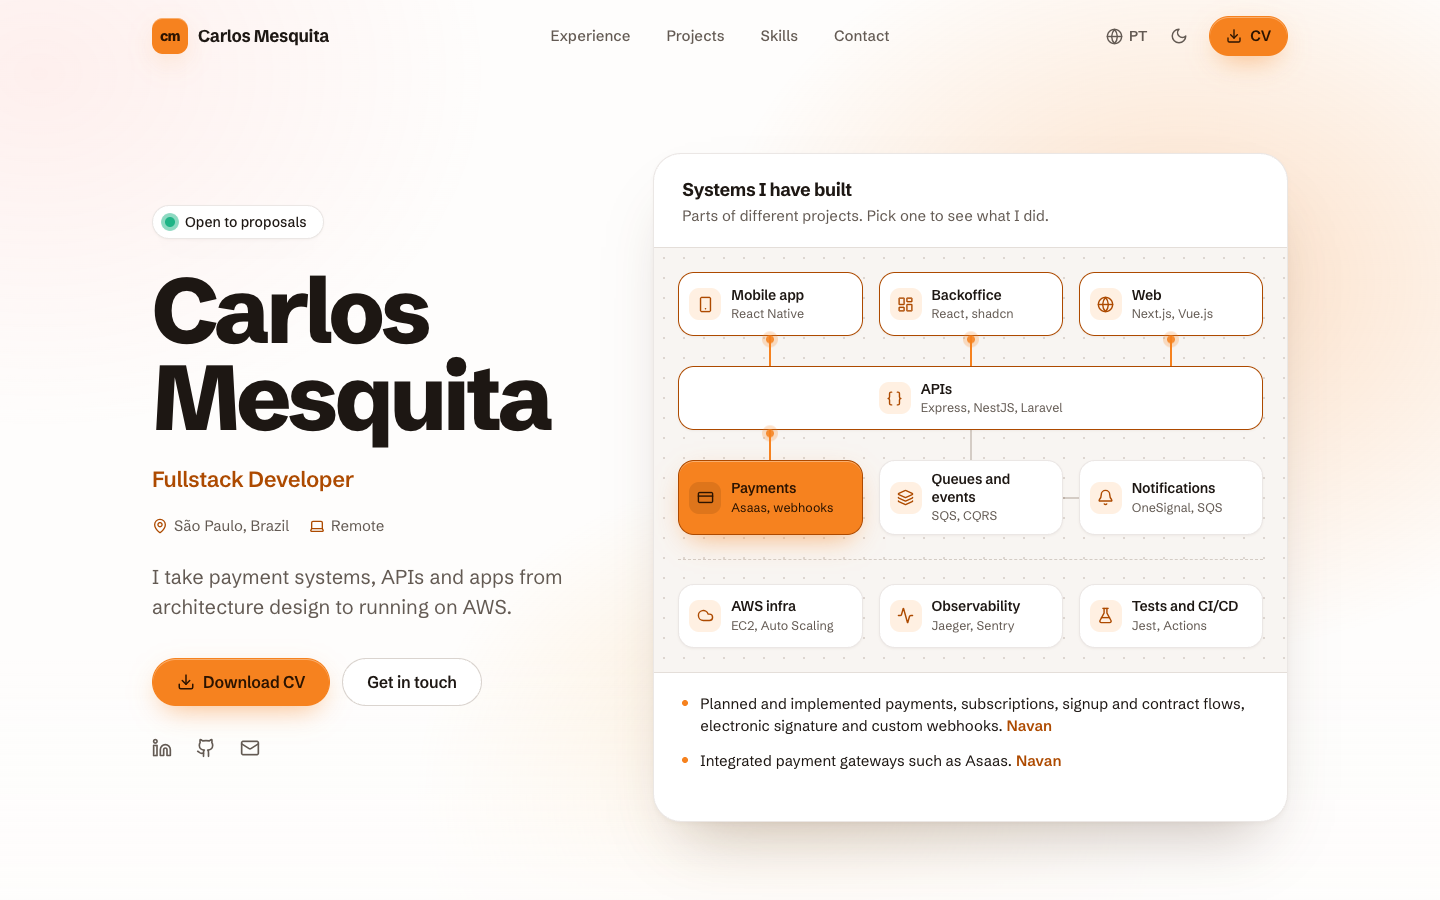 cm Carlos Mesquita
Experience Projects Skills Contact
PT
CV
Open to proposals
Carlos
Mesquita
Fullstack Developer
São Paulo, Brazil Remote
I take payment systems, APIs and apps from
architecture design to running on AWS.
Download CV
Get in touch
Systems I have built
Parts of different projects. Pick one to see what I did.
Mobile app
React Native
Backoffice
React, shadcn
Web
Next.js, Vue.js
APIs
Express, NestJS, Laravel
Payments
Asaas, webhooks
Queues and
events
SQS, CQRS
Notifications
OneSignal, SQS
AWS infra
EC2, Auto Scaling
Observability
Jaeger, Sentry
Tests and CI/CD
Jest, Actions
Planned and implemented payments, subscriptions, signup and contract flows,
electronic signature and custom webhooks. Navan
Integrated payment gateways such as Asaas. Navan